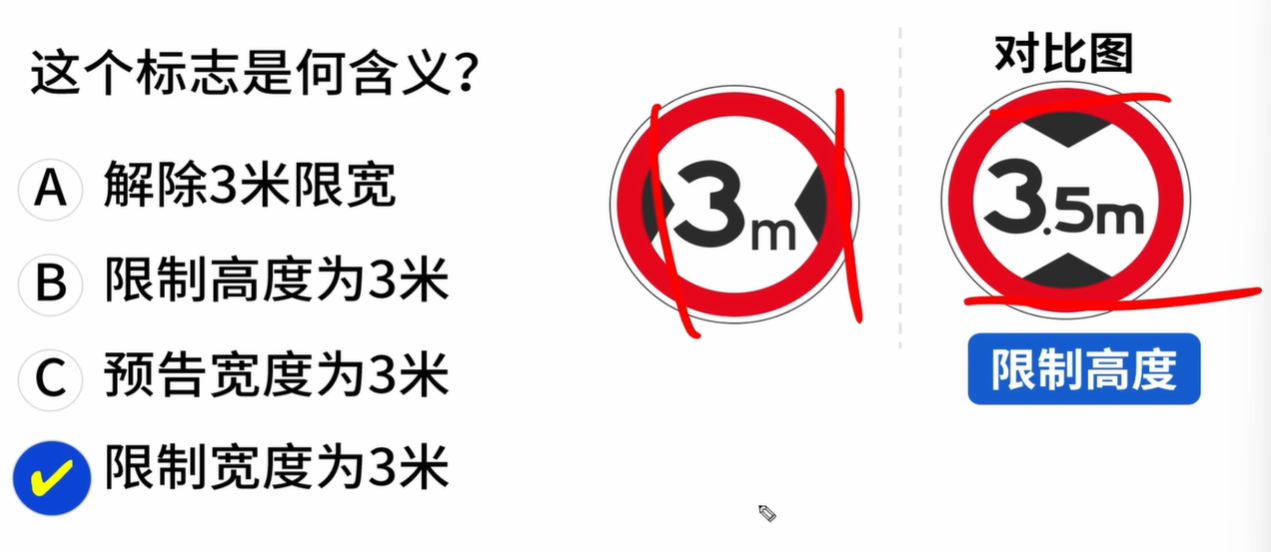 这个标志是何含义？
A 解除3米限宽
B 限制高度为3米
C 预告宽度为3米
限制宽度为3米
3m
对比图
3.5m
限制高度